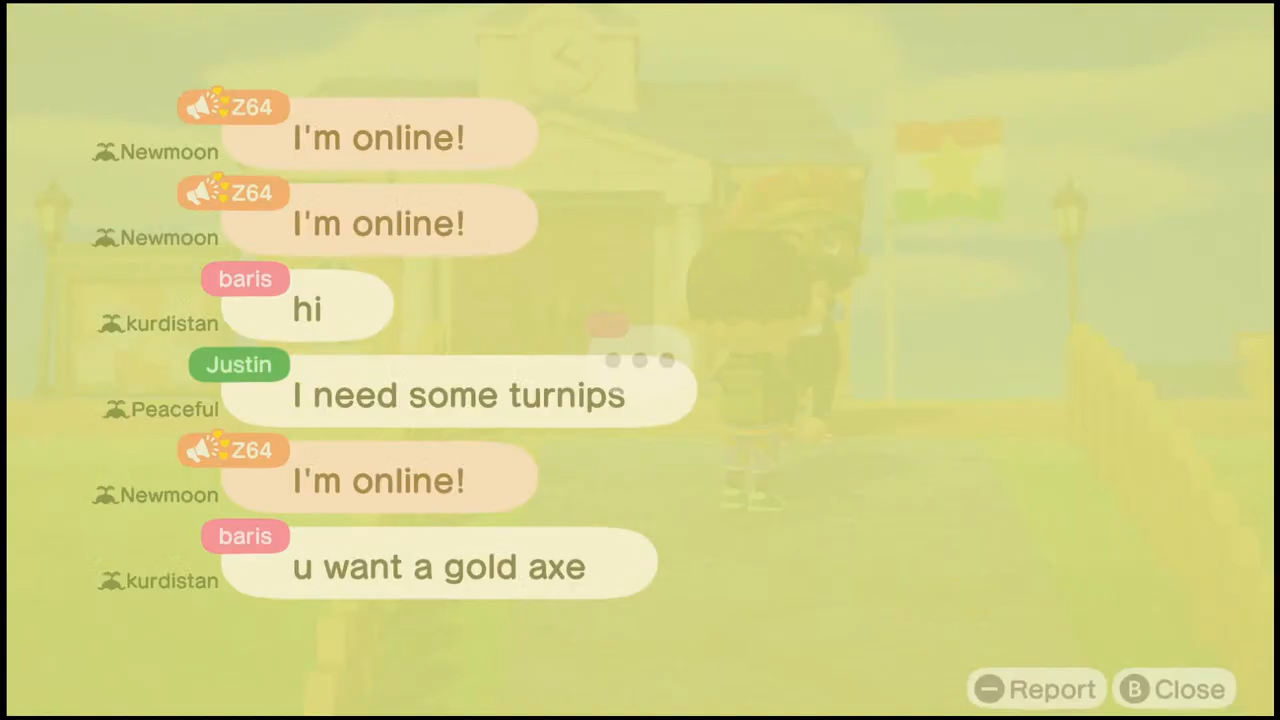 Z64
I'm online!
Newmoon
Z64
I'm online!
Newmoon
baris
hi
kurdistan
Justin
I need some turnips
Peaceful
Z64
I'm online!
Newmoon
baris
u want a gold axe
kurdistan
Report B Close